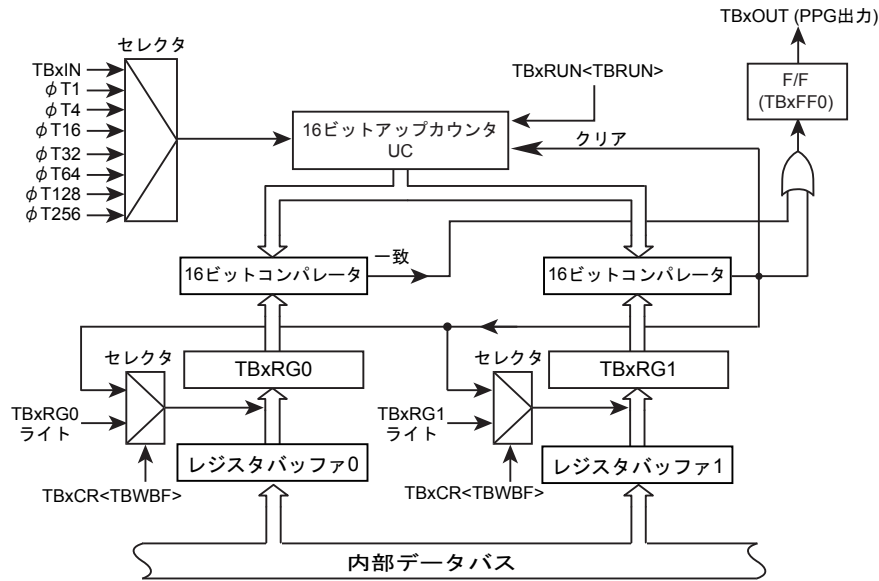 TBxOUT (PPG出力)
セレクタ
TBxIN
φT1
φT4
φT16
φT32
φT64
φT128
φT256
TBxRUN<TBRUN>
F/F
(TBxFF0)
16ビットアップカウンタ
UC
クリア
16ビットコンパレータ
一致
16ビットコンパレータ
セレクタ
TBxRG0
セレクタ
TBxRG1
TBxRG0
ライト
TBxRG1
ライト
レジスタバッファ0
レジスタバッファ1
TBxCR<TBWBF>
TBxCR<TBWBF>
内部データバス